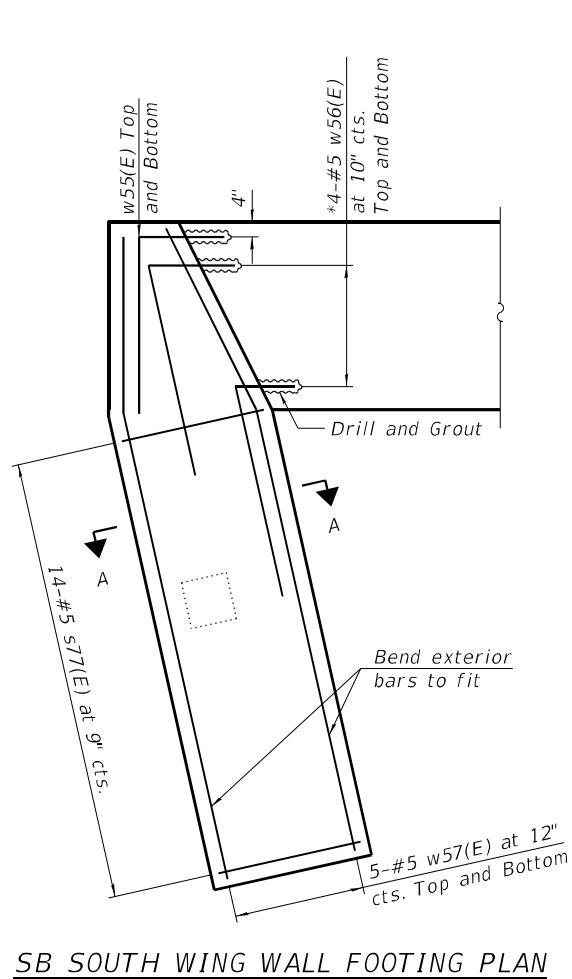 w55(E) Top
and Bottom
4"
*4-#5 w56(E)
at 10" cts.
Top and Bottom
Drill and Grout
A
A
14-#5 s77(E) at 9" cts.
Bend exterior
bars to fit
5-#5 w57(E) at 12"
cts. Top and Bottom
SB SOUTH WING WALL FOOTING PLAN